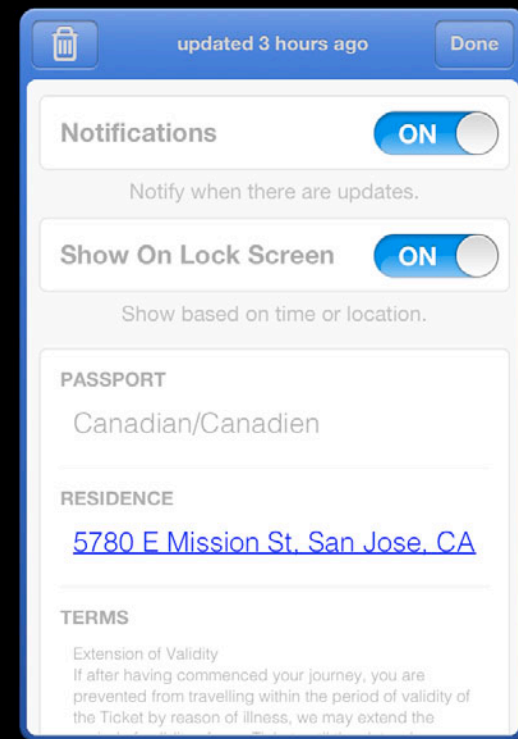 updated 3 hours ago
Done
Notifications
ON
Notify when there are updates.
Show On Lock Screen
ON
Show based on time or location.
PASSPORT
Canadian/Canadien
RESIDENCE
5780 E Mission St, San Jose, CA
TERMS
Extension of Validity
If after having commenced your journey, you are
prevented from travelling within the period of validity of
the Ticket by reason of illness, we may extend the